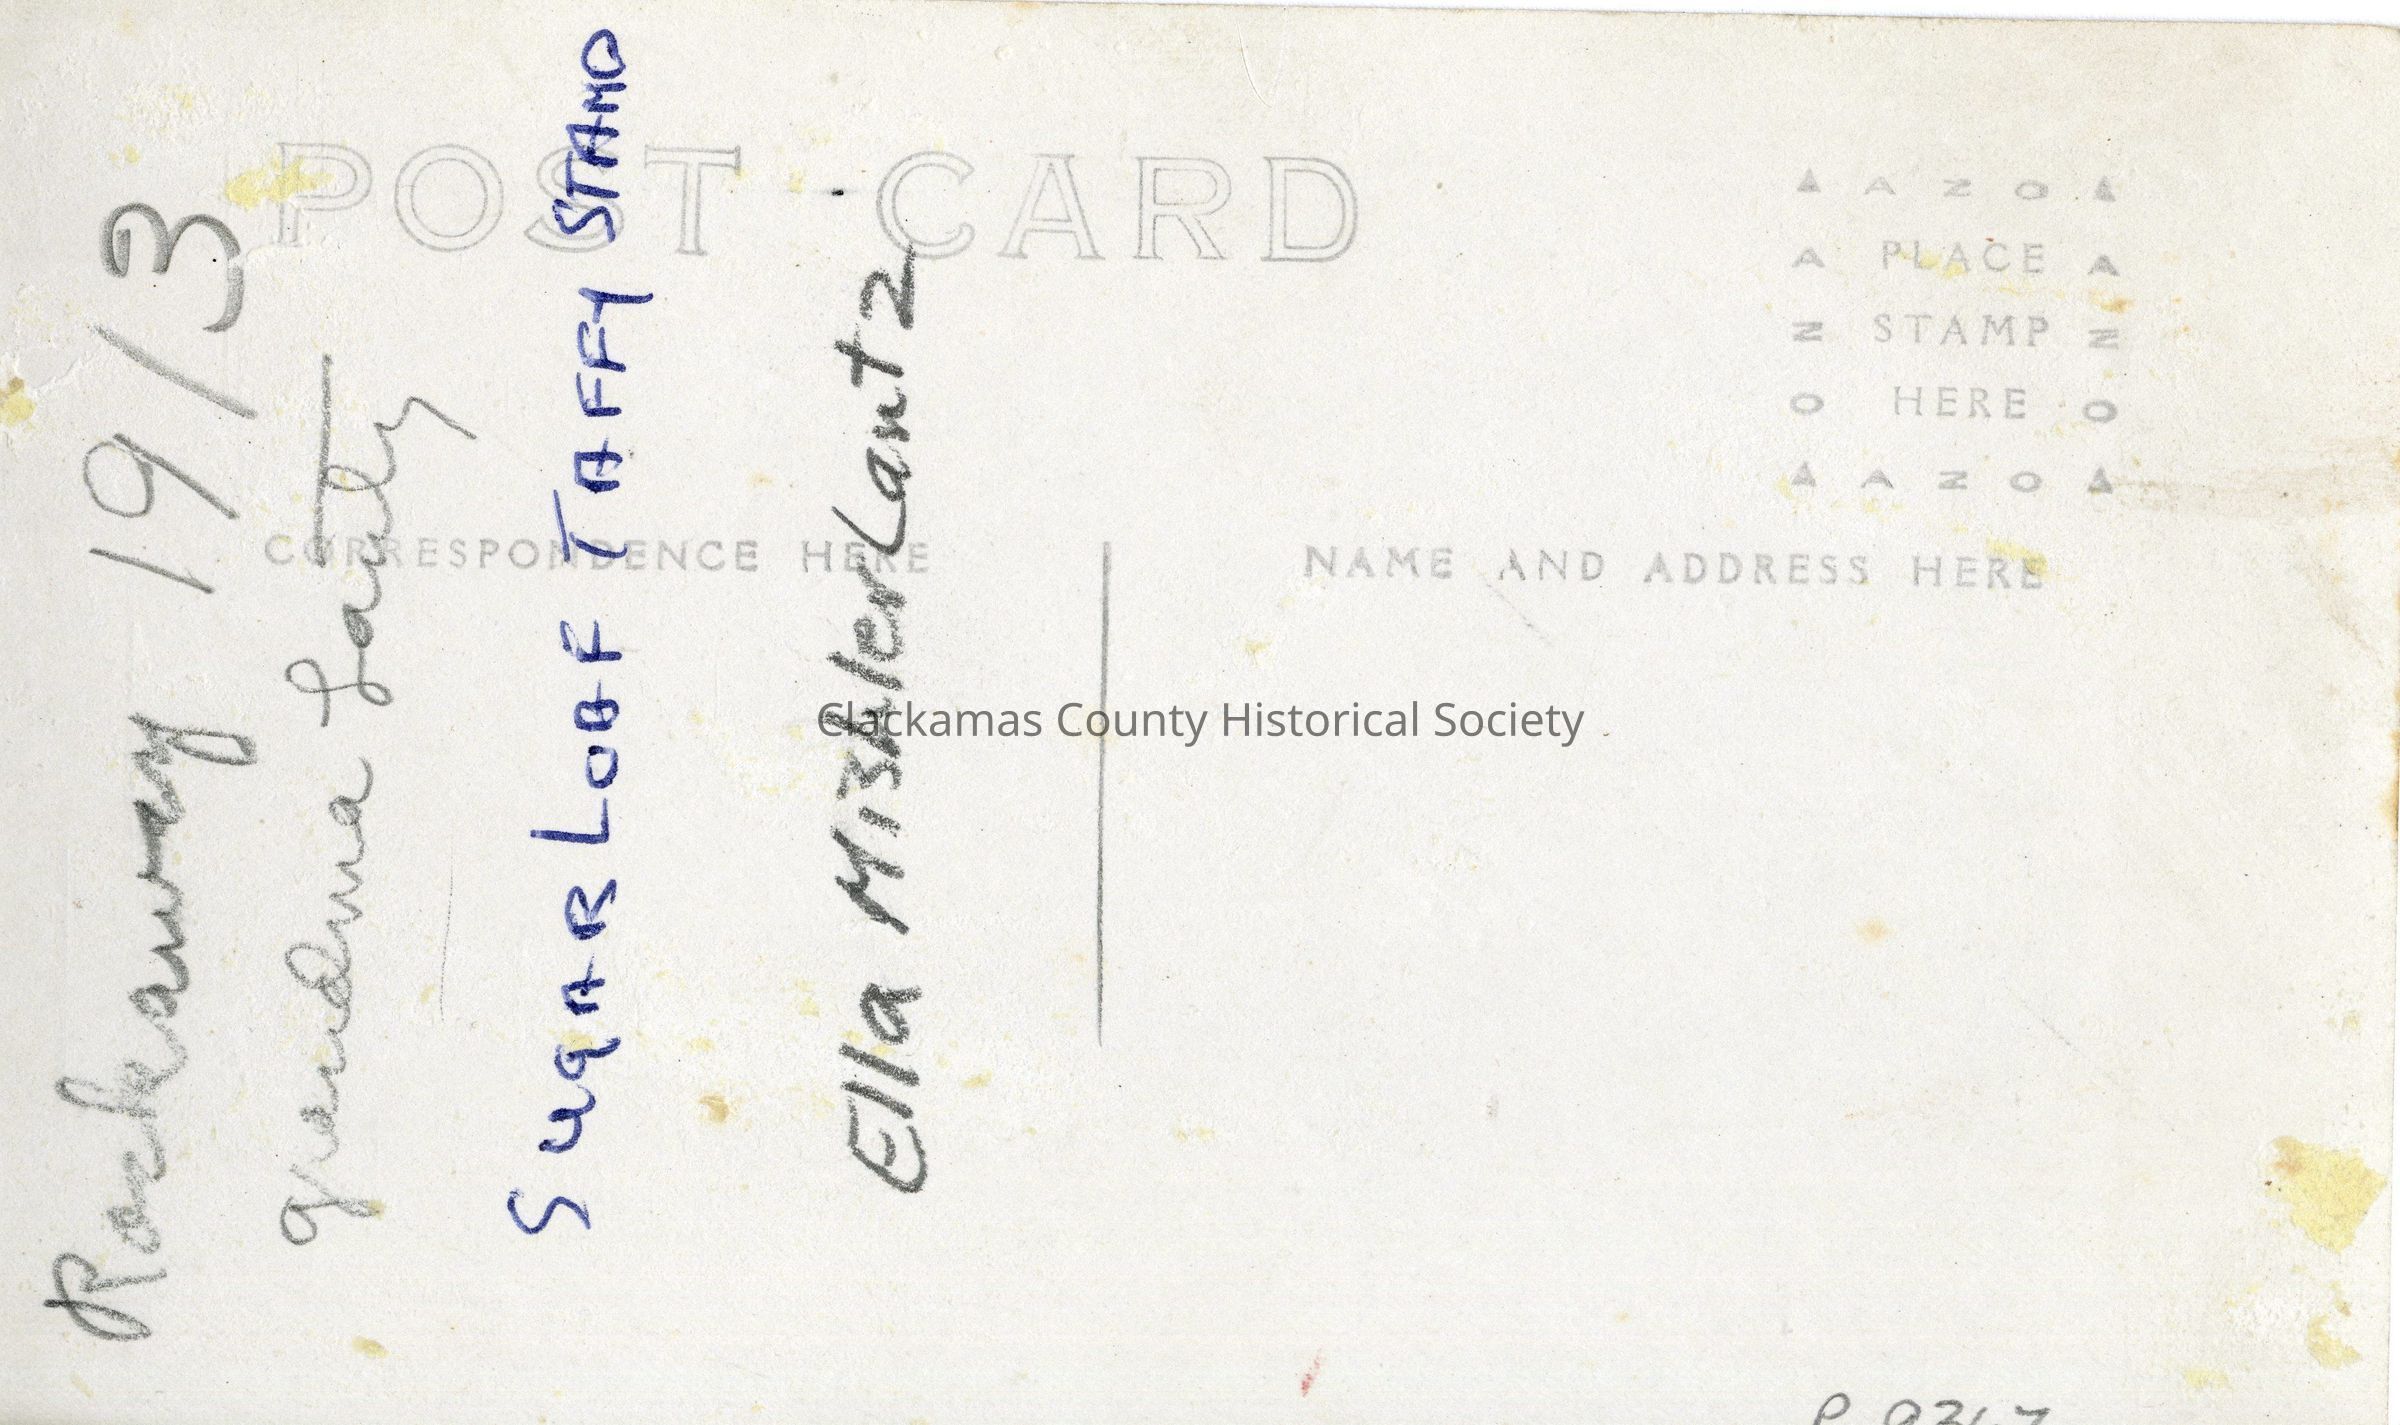 Rockaway 1913
grandma Lantz
SugAR LOAF TAFFY STAND
Ella Mishler Lantz
POST CARD
CORRESPONDENCE HERE
NAME AND ADDRESS HERE
▲ A Z O ▲
A PLACE A
Z STAMP Z
O HERE O
▲ A Z O ▲
Clackamas County Historical Society